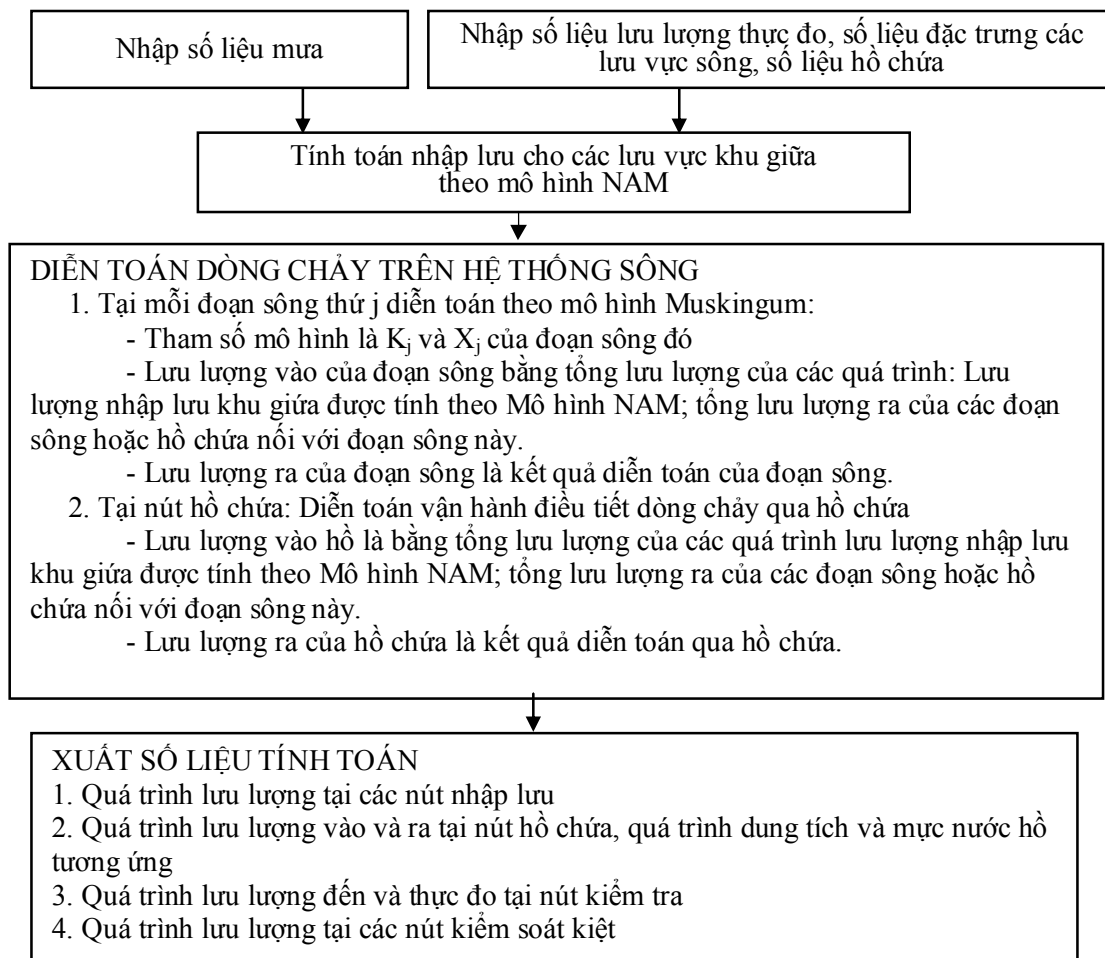 Nhập số liệu mưa
Nhập số liệu lưu lượng thực đo, số liệu đặc trưng các
lưu vực sông, số liệu hồ chứa
Tính toán nhập lưu cho các lưu vực khu giữa
theo mô hình NAM
DIỄN TOÁN DÒNG CHẢY TRÊN HỆ THỐNG SÔNG
1. Tại mỗi đoạn sông thứ j diễn toán theo mô hình Muskingum:
- Tham số mô hình là Kj và Xj của đoạn sông đó
- Lưu lượng vào của đoạn sông bằng tổng lưu lượng của các quá trình: Lưu
lượng nhập lưu khu giứa được tính theo Mô hình NAM; tổng lưu lượng ra của các đoạn
sông hoặc hồ chứa nối với đoạn sông này.
- Lưu lượng ra của đoạn sông là kết quả diễn toán của đoạn sông.
2. Tại nút hồ chứa: Diễn toán vận hành điều tiết dòng chảy qua hồ chứa
- Lưu lượng vào hồ là bằng tổng lưu lượng của các quá trình lưu lượng nhập lưu
khu giứa được tính theo Mô hình NAM; tổng lưu lượng ra của các đoạn sông hoặc hồ
chứa nối với đoạn sông này.
- Lưu lượng ra của hồ chứa là kết quả diễn toán qua hồ chứa.
XUẤT SỐ LIỆU TÍNH TOÁN
1. Quá trình lưu lượng tại các nút nhập lưu
2. Quá trình lưu lượng vào và ra tại nút hồ chứa, quá trình dung tích và mực nước hồ
tương ứng
3. Quá trình lưu lượng đến và thực đo tại nút kiểm tra
4. Quá trình lưu lượng tại các nút kiểm soát kiệt